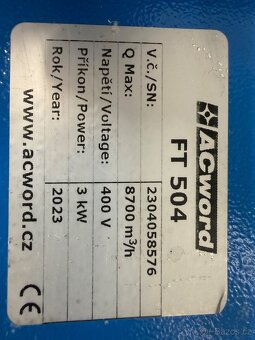 ACword
FT 504
V.č./SN: 2304058576
Q Max: 8700 m³/h
Napětí/Voltage: 400 V
Příkon/Power: 3 kW
Rok/Year: 2023
www.acword.cz CE